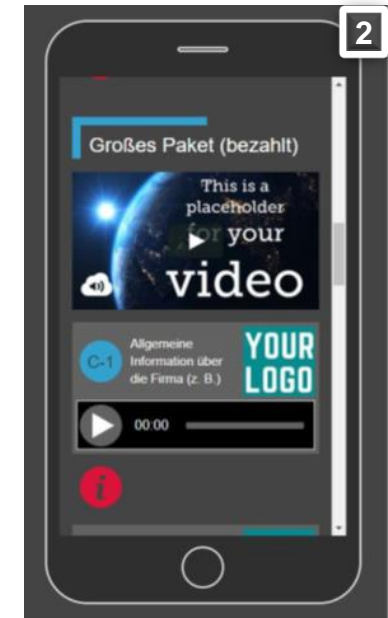 2
Großes Paket (bezahlt)
This is a
placeholder
for your
video
C-1
Allgemeine
Information über
die Firma (z. B.)
YOUR
LOGO
00:00
i